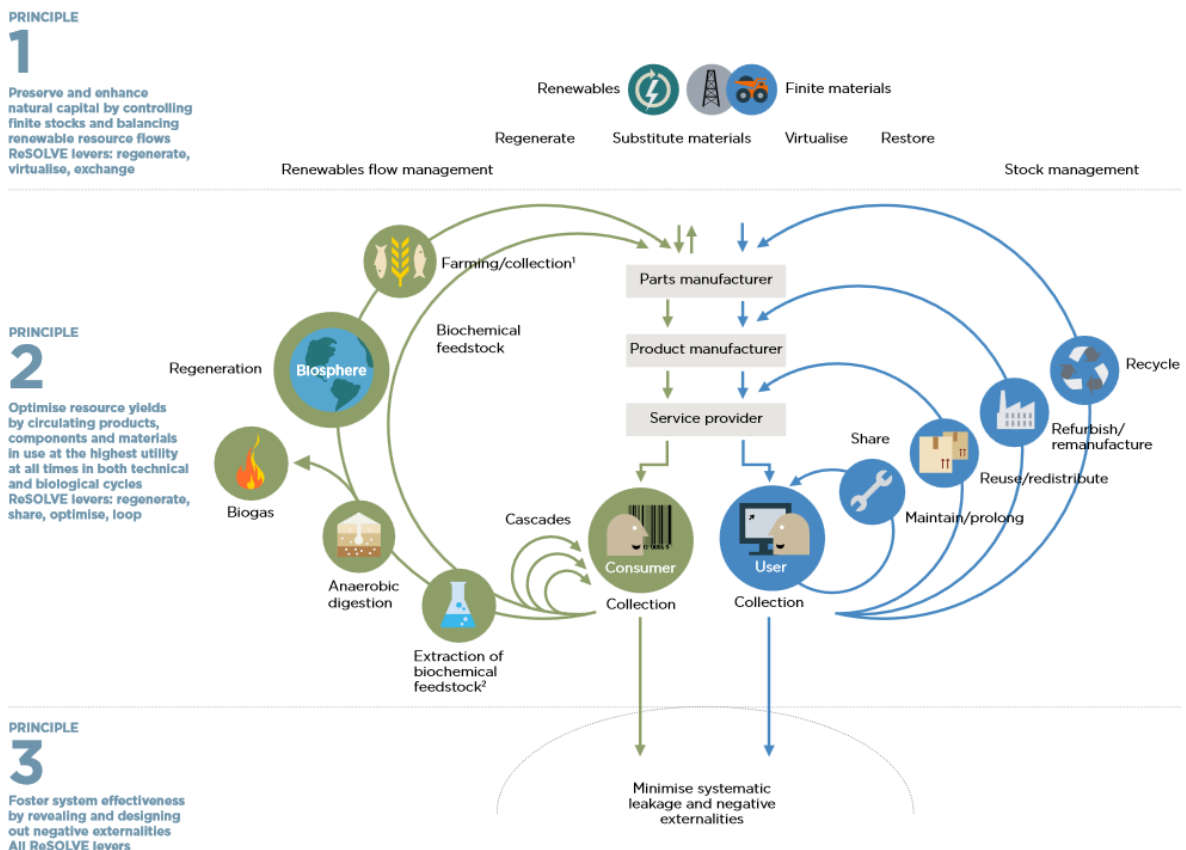 PRINCIPLE
1
Preserve and enhance
natural capital by controlling
finite stocks and balancing
renewable resource flows
ReSOLVE levers: regenerate,
virtualise, exchange
Renewables
Finite materials
Regenerate
Substitute materials
Virtualise
Restore
Renewables flow management
Stock management
PRINCIPLE
2
Optimise resource yields
by circulating products,
components and materials
in use at the highest utility
at all times in both technical
and biological cycles
ReSOLVE levers: regenerate,
share, optimise, loop
Farming/collection¹
Biochemical
feedstock
Regeneration
Biosphere
Biogas
Anaerobic
digestion
Extraction of
biochemical
feedstock²
Cascades
Parts manufacturer
Product manufacturer
Service provider
Consumer
Collection
User
Collection
Share
Maintain/prolong
Reuse/redistribute
Refurbish/
remanufacture
Recycle
PRINCIPLE
3
Foster system effectiveness
by revealing and designing
out negative externalities
All ReSOLVE levers
Minimise systematic
leakage and negative
externalities